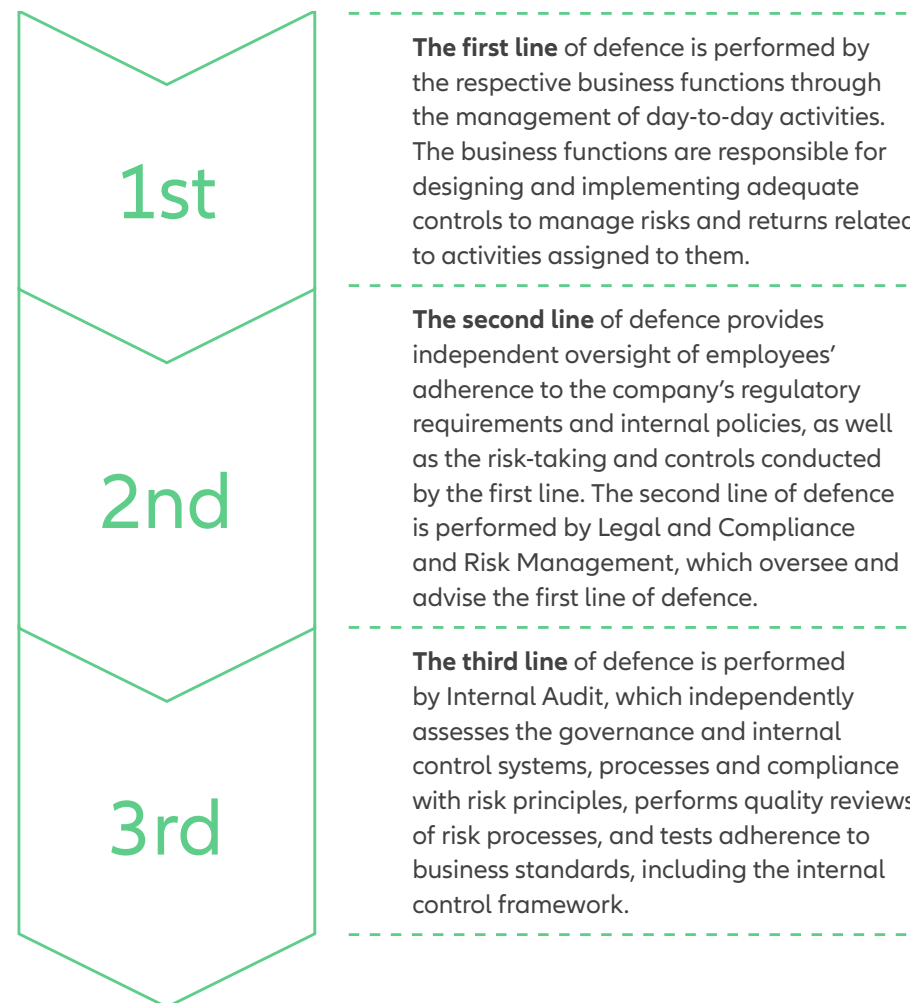 1st
The first line of defence is performed by
the respective business functions through
the management of day-to-day activities.
The business functions are responsible for
designing and implementing adequate
controls to manage risks and returns related
to activities assigned to them.
2nd
The second line of defence provides
independent oversight of employees’
adherence to the company’s regulatory
requirements and internal policies, as well
as the risk-taking and controls conducted
by the first line. The second line of defence
is performed by Legal and Compliance
and Risk Management, which oversee and
advise the first line of defence.
3rd
The third line of defence is performed
by Internal Audit, which independently
assesses the governance and internal
control systems, processes and compliance
with risk principles, performs quality reviews
of risk processes, and tests adherence to
business standards, including the internal
control framework.